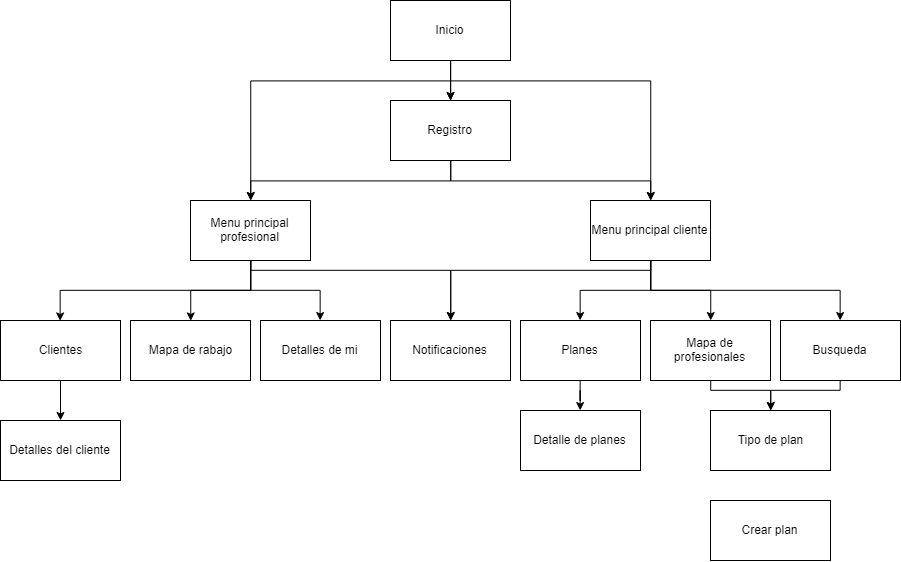 Inicio
Registro
Menu principal
profesional
Menu principal cliente
Clientes
Mapa de rabajo
Detalles de mi
Notificaciones
Planes
Mapa de
profesionales
Busqueda
Detalles del cliente
Detalle de planes
Tipo de plan
Crear plan